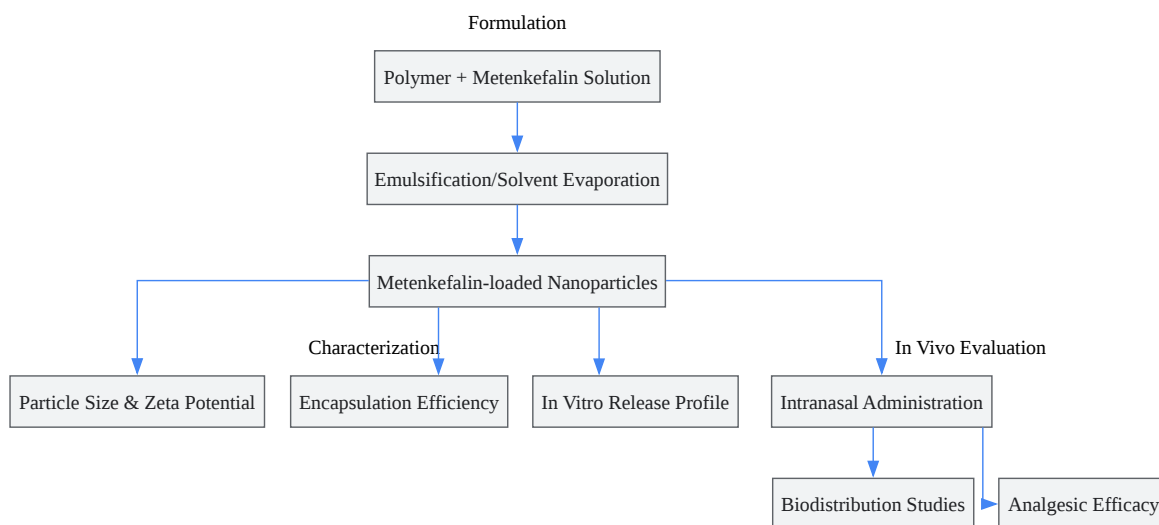 Formulation
Polymer + Metenkefalin Solution
Emulsification/Solvent Evaporation
Metenkefalin-loaded Nanoparticles
Characterization
In Vivo Evaluation
Particle Size & Zeta Potential
Encapsulation Efficiency
In Vitro Release Profile
Intranasal Administration
Biodistribution Studies
Analgesic Efficacy